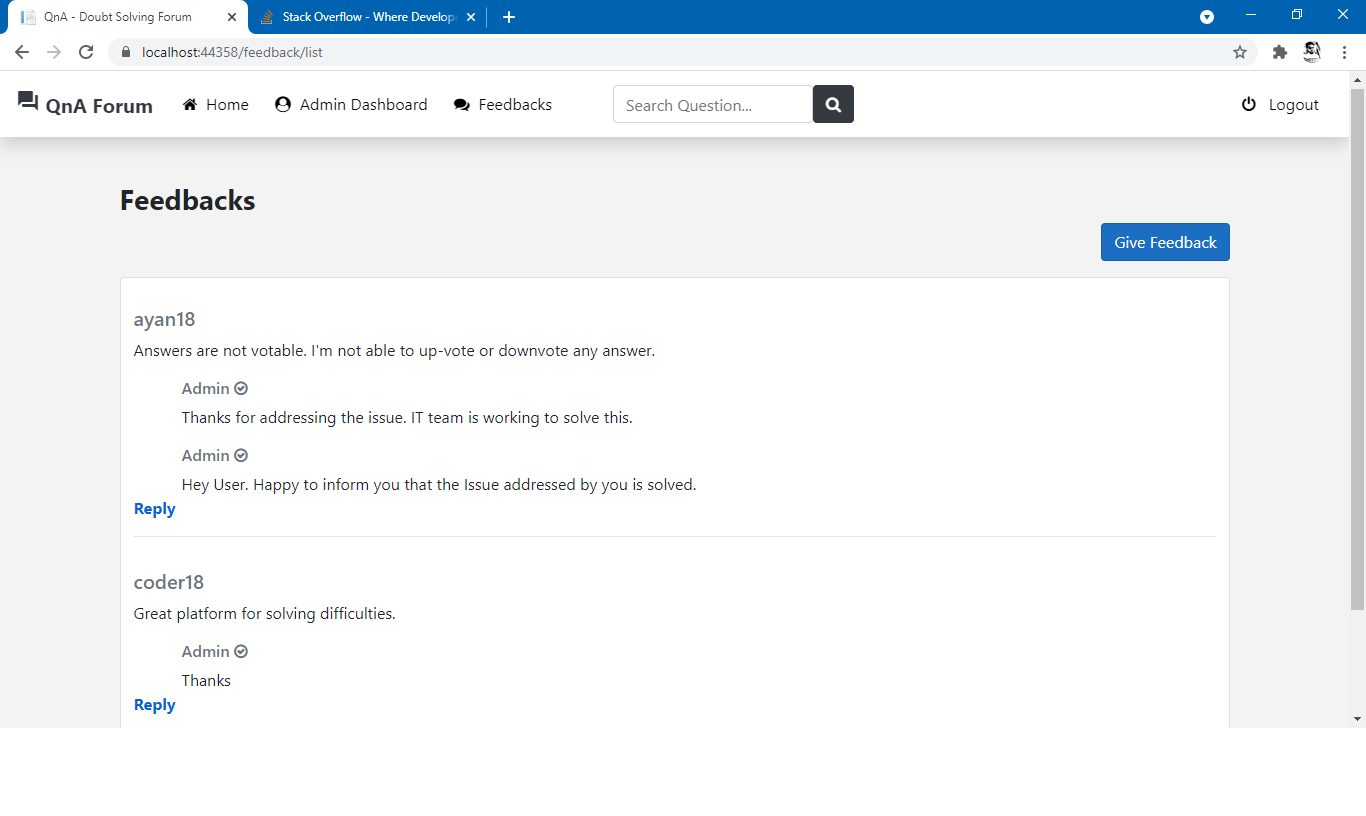 QnA - Doubt Solving Forum
Stack Overflow - Where Develop
localhost:44358/feedback/list
QnA Forum
Home
Admin Dashboard
Feedbacks
Search Question...
Logout
Feedbacks
Give Feedback
ayan18
Answers are not votable. I'm not able to up-vote or downvote any answer.
Admin
Thanks for addressing the issue. IT team is working to solve this.
Admin
Hey User. Happy to inform you that the Issue addressed by you is solved.
Reply
coder18
Great platform for solving difficulties.
Admin
Thanks
Reply